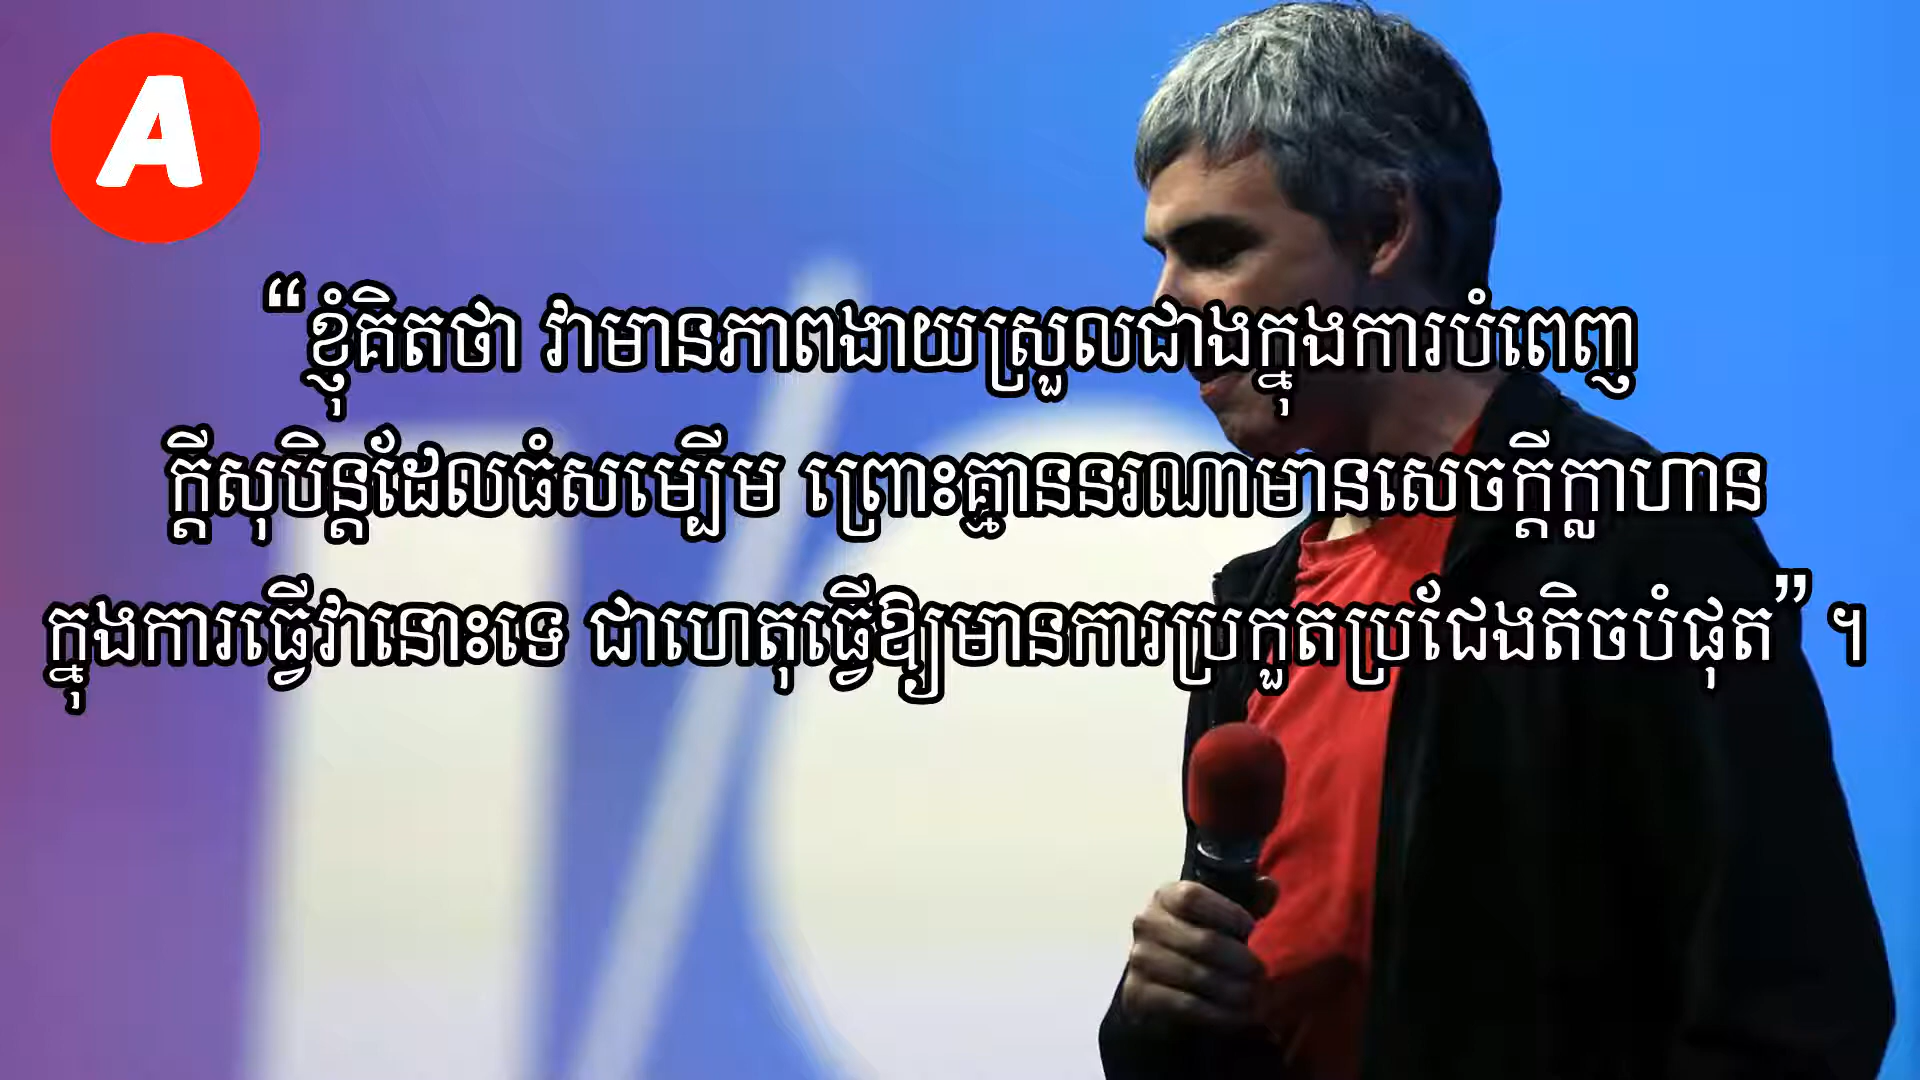 A
“ខ្ញុំគិតថា វាមានភាពងាយស្រួលជាងក្នុងការបំពេញ
ក្ដីសុបិន្តដែលធំសម្បើម ព្រោះគ្មាននរណាមានសេចក្ដីក្លាហាន
ក្នុងការធ្វើវានោះទេ ជាហេតុធ្វើឱ្យមានការប្រកួតប្រជែងតិចបំផុត” ។